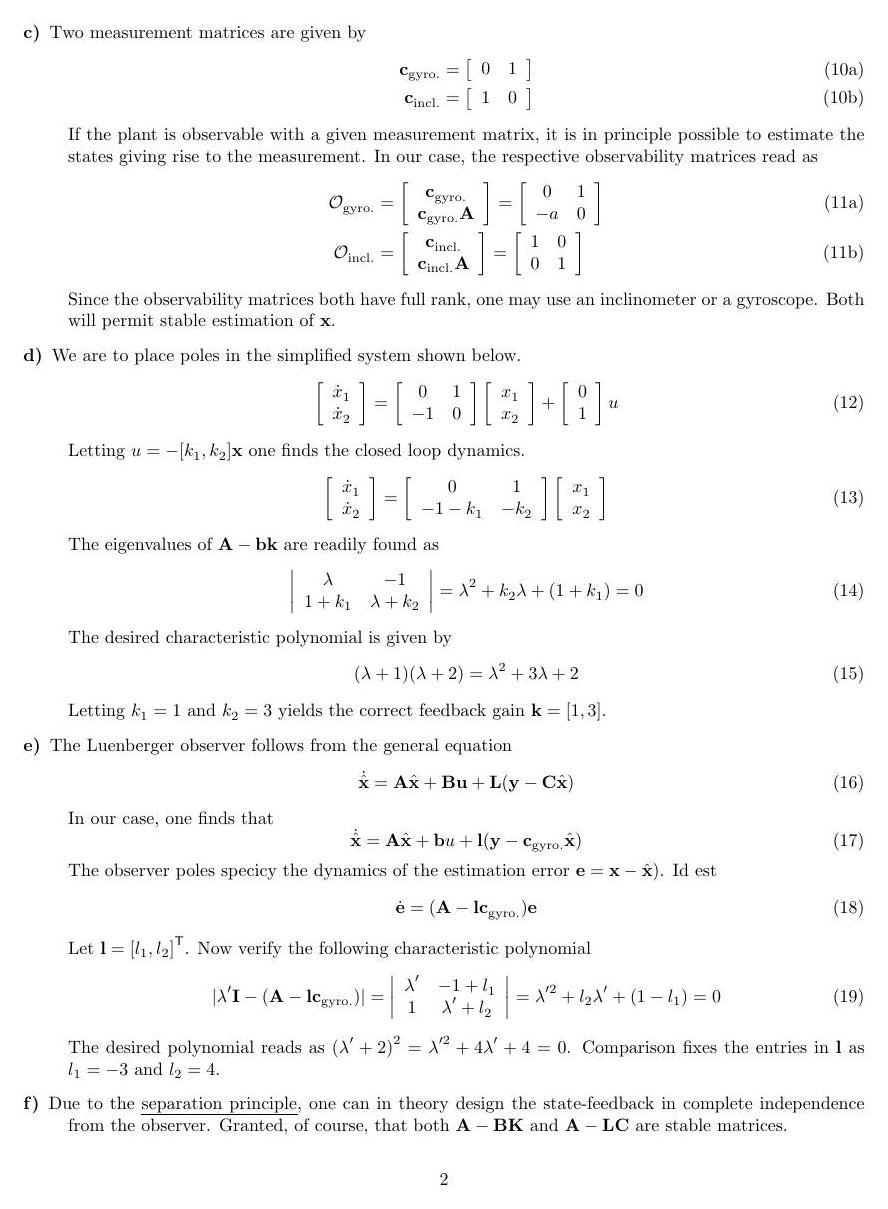 c) Two measurement matrices are given by
c_gyro. = [ 0 1 ] (10a)
c_incl. = [ 1 0 ] (10b)
If the plant is observable with a given measurement matrix, it is in principle possible to estimate the
states giving rise to the measurement. In our case, the respective observability matrices read as
𝒪_gyro. = [ c_gyro. ; c_gyro.A ] = [ 0 1 ; −a 0 ] (11a)
𝒪_incl. = [ c_incl. ; c_incl.A ] = [ 1 0 ; 0 1 ] (11b)
Since the observability matrices both have full rank, one may use an inclinometer or a gyroscope. Both
will permit stable estimation of x.
d) We are to place poles in the simplified system shown below.
[ ẋ₁ ; ẋ₂ ] = [ 0 1 ; −1 0 ] [ x₁ ; x₂ ] + [ 0 ; 1 ] u (12)
Letting u = −[k₁, k₂]x one finds the closed loop dynamics.
[ ẋ₁ ; ẋ₂ ] = [ 0 1 ; −1 − k₁ −k₂ ] [ x₁ ; x₂ ] (13)
The eigenvalues of A − bk are readily found as
| λ −1 ; 1 + k₁ λ + k₂ | = λ² + k₂λ + (1 + k₁) = 0 (14)
The desired characteristic polynomial is given by
(λ + 1)(λ + 2) = λ² + 3λ + 2 (15)
Letting k₁ = 1 and k₂ = 3 yields the correct feedback gain k = [1, 3].
e) The Luenberger observer follows from the general equation
x̂̇ = Ax̂ + Bu + L(y − Cx̂) (16)
In our case, one finds that
x̂̇ = Ax̂ + bu + l(y − c_gyro.x̂) (17)
The observer poles specicy the dynamics of the estimation error e = x − x̂). Id est
ė = (A − lc_gyro.)e (18)
Let l = [l₁, l₂]ᵀ. Now verify the following characteristic polynomial
|λ′I − (A − lc_gyro.)| = | λ′ −1 + l₁ ; 1 λ′ + l₂ | = λ′² + l₂λ′ + (1 − l₁) = 0 (19)
The desired polynomial reads as (λ′ + 2)² = λ′² + 4λ′ + 4 = 0. Comparison fixes the entries in l as
l₁ = −3 and l₂ = 4.
f) Due to the separation principle, one can in theory design the state-feedback in complete independence
from the observer. Granted, of course, that both A − BK and A − LC are stable matrices.
2